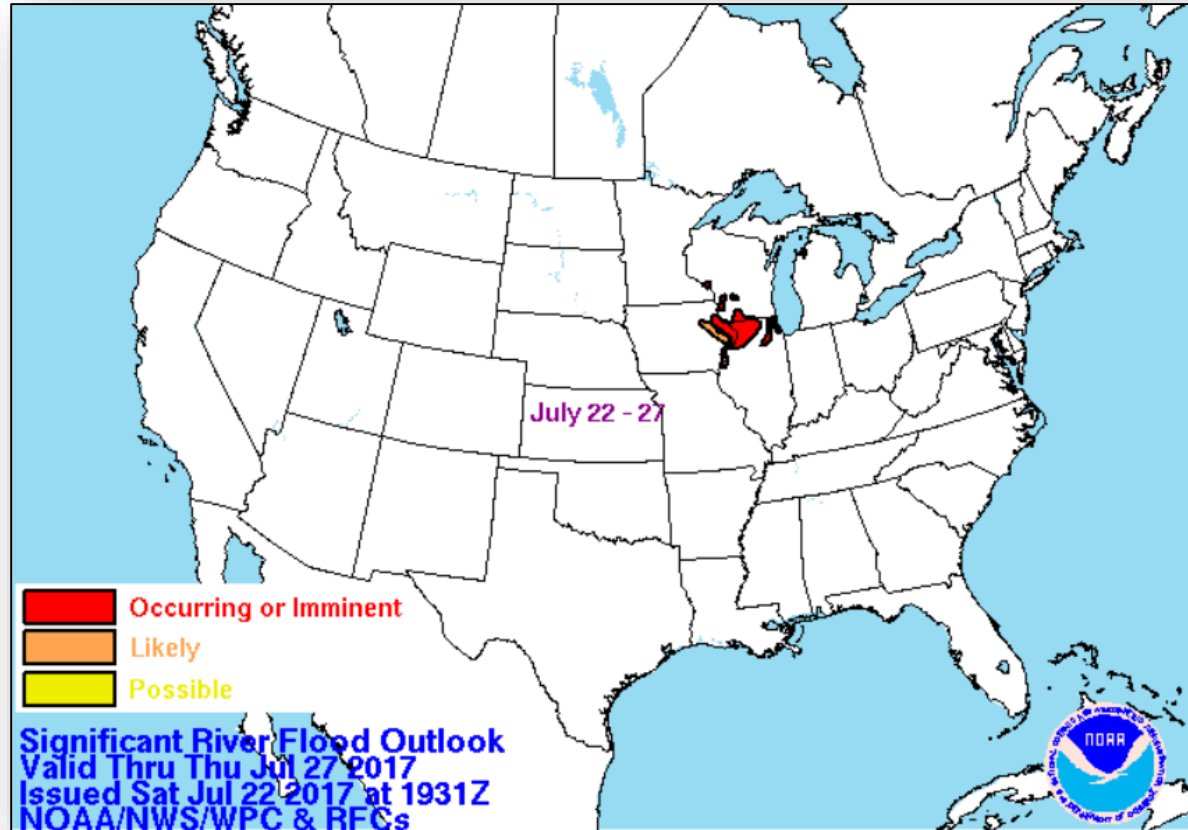 July 22 - 27
Occurring or Imminent
Likely
Possible
Significant River Flood Outlook
Valid Thru Thu Jul 27 2017
Issued Sat Jul 22 2017 at 1931Z
NOAA/NWS/WPC & RFCs
NOAA